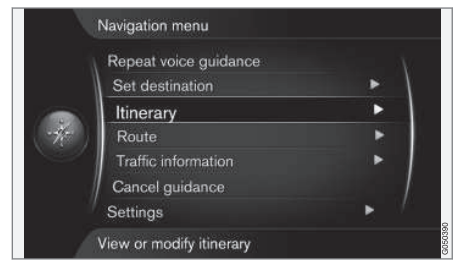 Navigation menu
Repeat voice guidance
Set destination
Itinerary
Route
Traffic information
Cancel guidance
Settings
View or modify itinerary
G050390